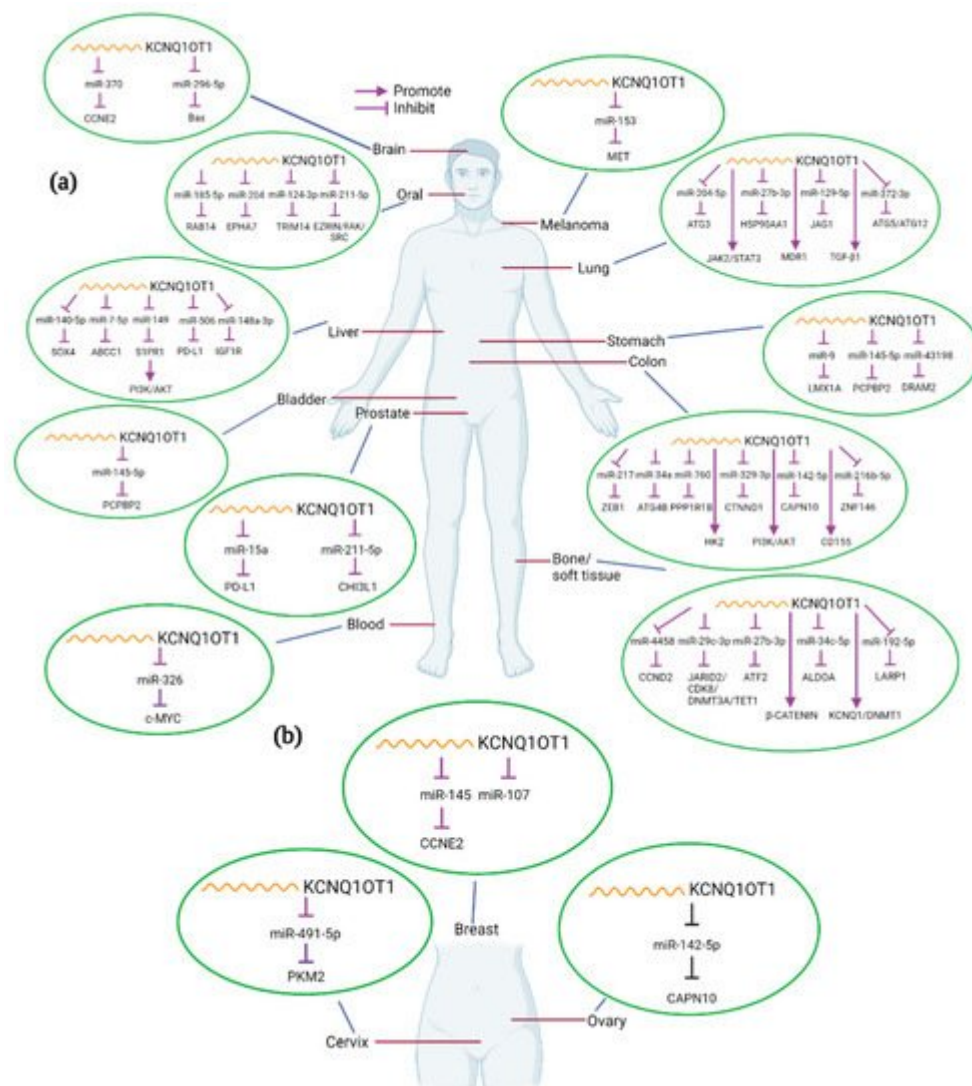 KCNQ1OT1
miR-370 miR-296-5p
CCNE2 Bax
Promote
Inhibit
KCNQ1OT1
miR-153
MET
Brain
(a)
KCNQ1OT1
miR-185-5p miR-204 miR-124-3p miR-211-5p
RAB14 EPHA7 TRIM14 EZRIN/FAK/
SRC
Oral
Melanoma
KCNQ1OT1
miR-204-5p miR-27b-3p miR-129-5p miR-372-3p
ATG3 HSP90AA1 JAG1 ATG5/ATG12
JAK2/STAT3 MDR1 TGF-β1
Lung
KCNQ1OT1
miR-140-5p miR-7-5p miR-149 miR-506 miR-148a-3p
SOX4 ABCC1 S1PR1 PD-L1 IGF1R
PI3K/AKT
Liver
Stomach
Colon
KCNQ1OT1
miR-9 miR-145-5p miR-43198
LMX1A PCPBP2 DRAM2
Bladder
Prostate
KCNQ1OT1
miR-145-5p
PCPBP2
KCNQ1OT1
miR-217 miR-34a miR-760 miR-329-3p miR-142-5p miR-216b-5p
ZEB1 ATG4B PPP1R1B CTNND1 CAPN10 ZNF146
HK2 PI3K/AKT CD155
KCNQ1OT1
miR-15a miR-211-5p
PD-L1 CHI3L1
Bone/
soft tissue
Blood
KCNQ1OT1
miR-326
c-MYC
KCNQ1OT1
miR-4458 miR-29c-3p miR-27b-3p miR-34c-5p miR-192-5p
CCND2 JARID2/ ATF2 ALDOA LARP1
CDK8/
DNMT3A/TET1
β-CATENIN KCNQ1/DNMT1
(b)
KCNQ1OT1
miR-145 miR-107
CCNE2
KCNQ1OT1
miR-491-5p
PKM2
Breast
KCNQ1OT1
miR-142-5p
CAPN10
Ovary
Cervix